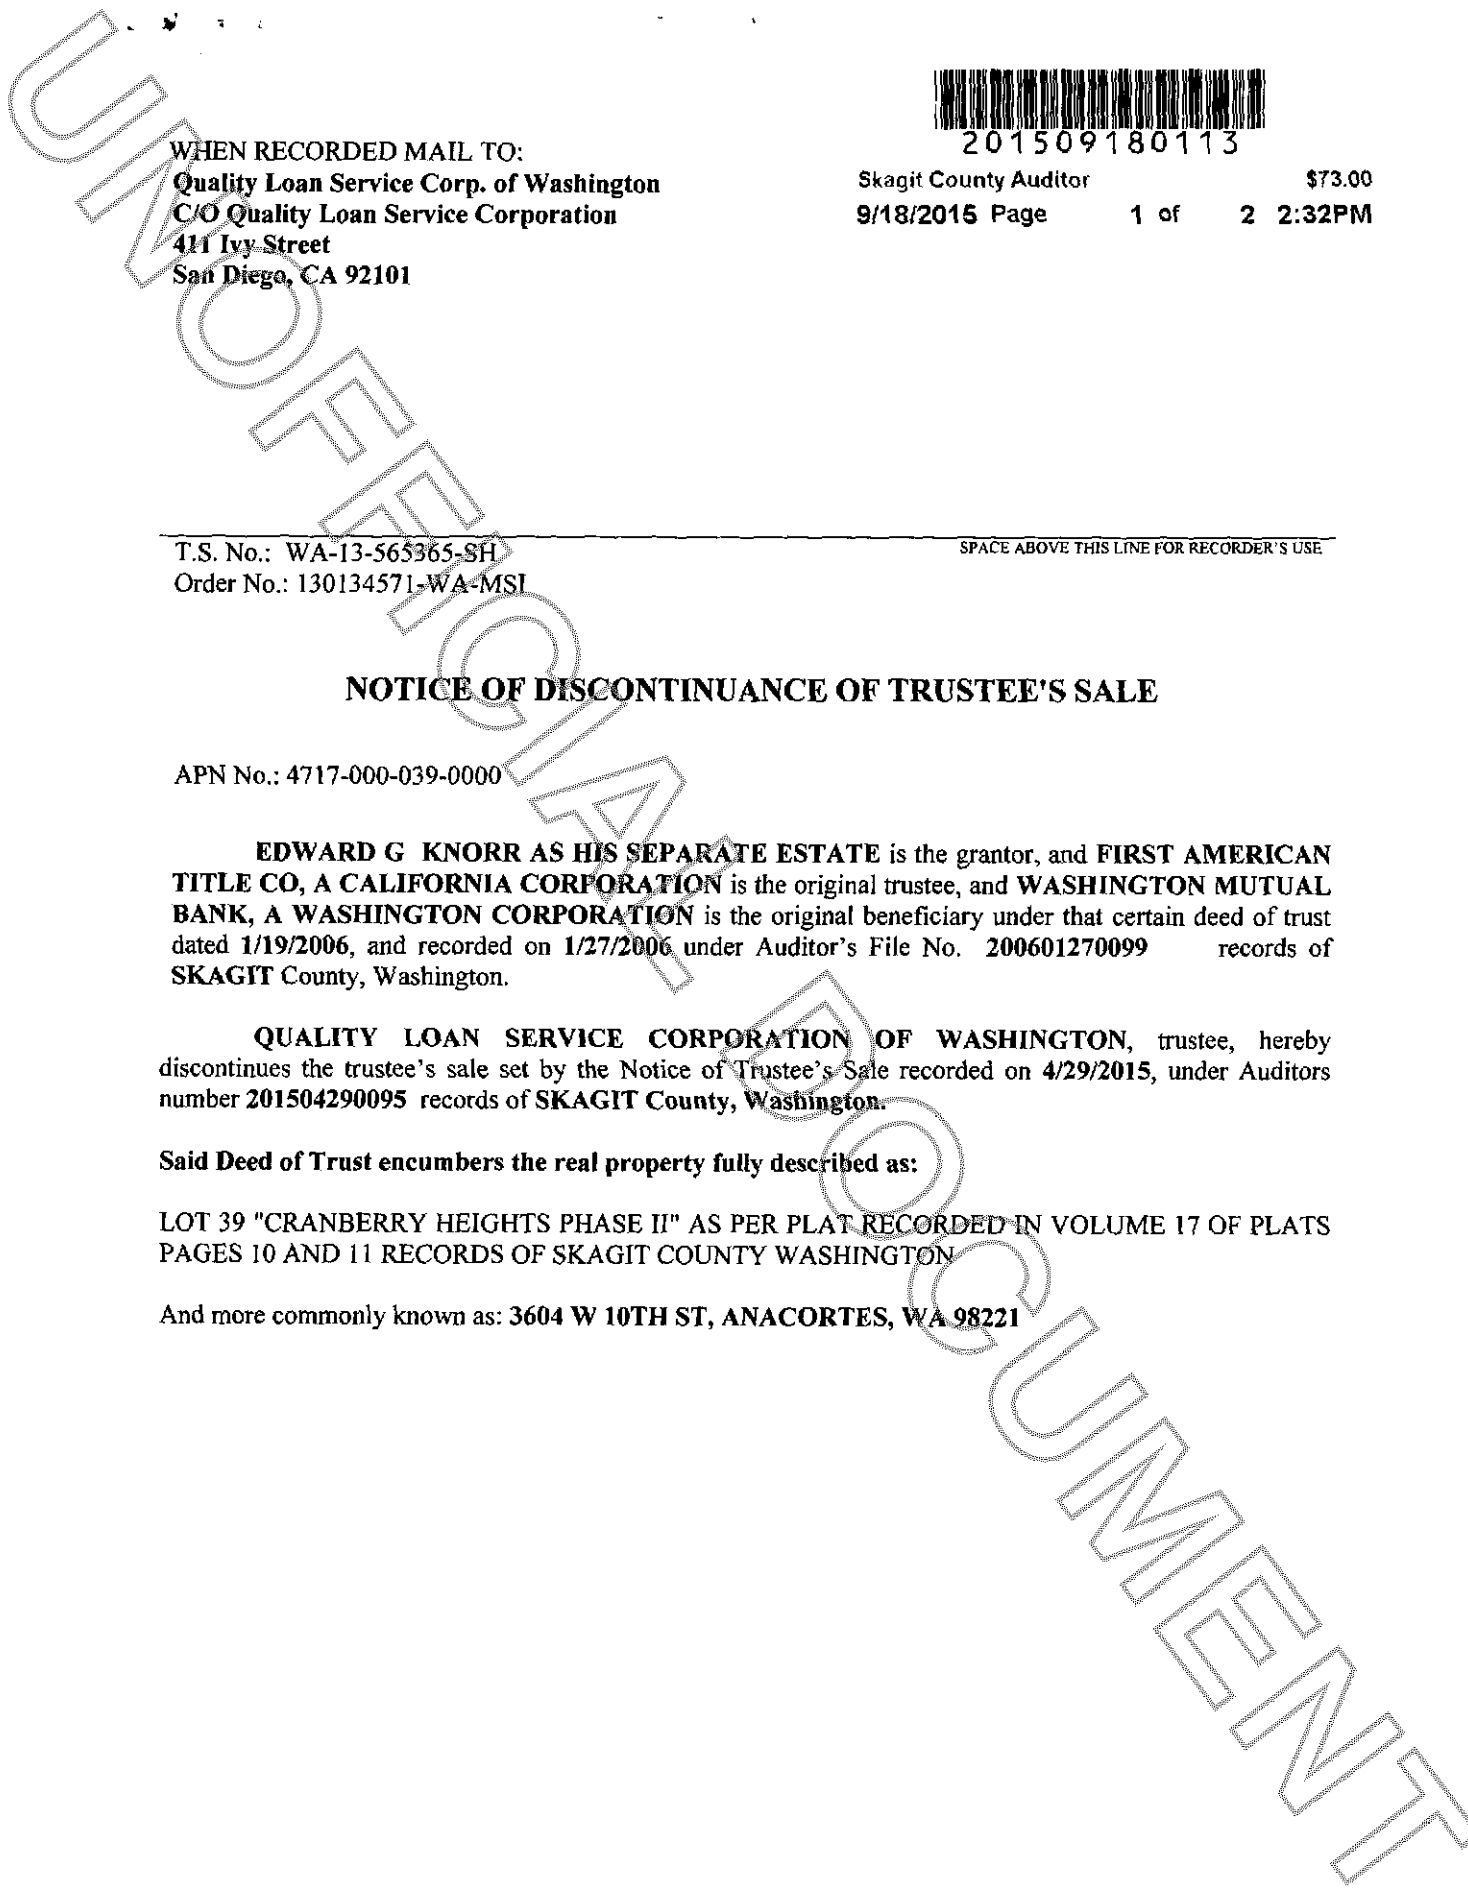 201509180113
Skagit County Auditor $73.00
9/18/2015 Page 1 of 2 2:32PM
WHEN RECORDED MAIL TO:
Quality Loan Service Corp. of Washington
C/O Quality Loan Service Corporation
411 Ivy Street
San Diego, CA 92101
SPACE ABOVE THIS LINE FOR RECORDER'S USE
T.S. No.: WA-13-565365-SH
Order No.: 130134571-WA-MSI
NOTICE OF DISCONTINUANCE OF TRUSTEE'S SALE
APN No.: 4717-000-039-0000
EDWARD G KNORR AS HIS SEPARATE ESTATE is the grantor, and FIRST AMERICAN
TITLE CO, A CALIFORNIA CORPORATION is the original trustee, and WASHINGTON MUTUAL
BANK, A WASHINGTON CORPORATION is the original beneficiary under that certain deed of trust
dated 1/19/2006, and recorded on 1/27/2006 under Auditor's File No. 200601270099 records of
SKAGIT County, Washington.
QUALITY LOAN SERVICE CORPORATION OF WASHINGTON, trustee, hereby
discontinues the trustee's sale set by the Notice of Trustee's Sale recorded on 4/29/2015, under Auditors
number 201504290095 records of SKAGIT County, Washington.
Said Deed of Trust encumbers the real property fully described as:
LOT 39 "CRANBERRY HEIGHTS PHASE II" AS PER PLAT RECORDED IN VOLUME 17 OF PLATS
PAGES 10 AND 11 RECORDS OF SKAGIT COUNTY WASHINGTON
And more commonly known as: 3604 W 10TH ST, ANACORTES, WA 98221
UNOFFICIAL DOCUMENT